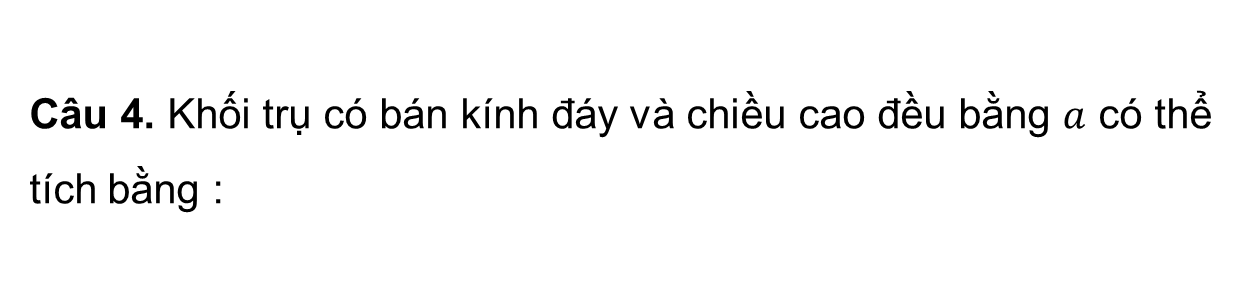 Câu 4. Khối trụ có bán kính đáy và chiều cao đều bằng a có thể
tích bằng :